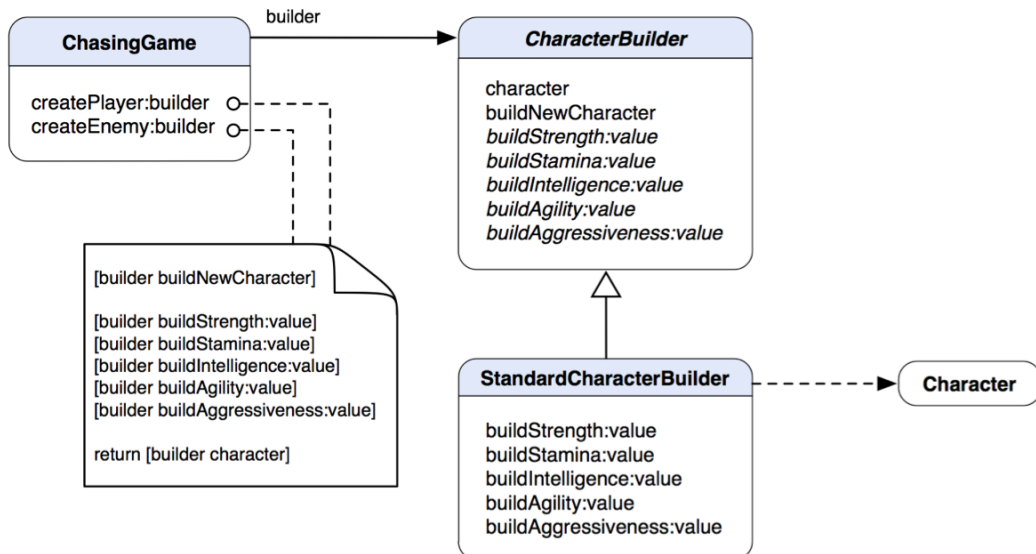 builder
ChasingGame
createPlayer:builder
createEnemy:builder
CharacterBuilder
character
buildNewCharacter
buildStrength:value
buildStamina:value
buildIntelligence:value
buildAgility:value
buildAggressiveness:value
[builder buildNewCharacter]
[builder buildStrength:value]
[builder buildStamina:value]
[builder buildIntelligence:value]
[builder buildAgility:value]
[builder buildAggressiveness:value]
return [builder character]
StandardCharacterBuilder
buildStrength:value
buildStamina:value
buildIntelligence:value
buildAgility:value
buildAggressiveness:value
Character